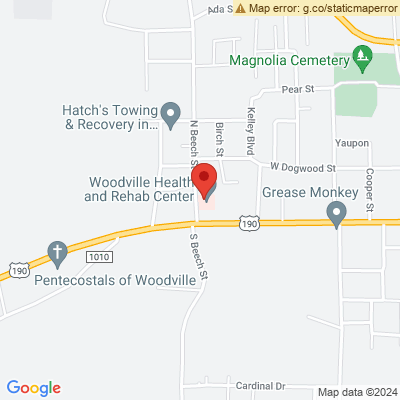 Ada S
Map error: g.co/staticmaperror
Magnolia Cemetery
Pear St
Hatch's Towing
& Recovery in...
N Beech St
Birch St
Kelley Blvd
Yaupon
W Dogwood St
Cooper St
Woodville Health
and Rehab Center
Grease Monkey
190
190
S Beech St
1010
190
Pentecostals of Woodville
Cardinal Dr
Google
Map data ©2024